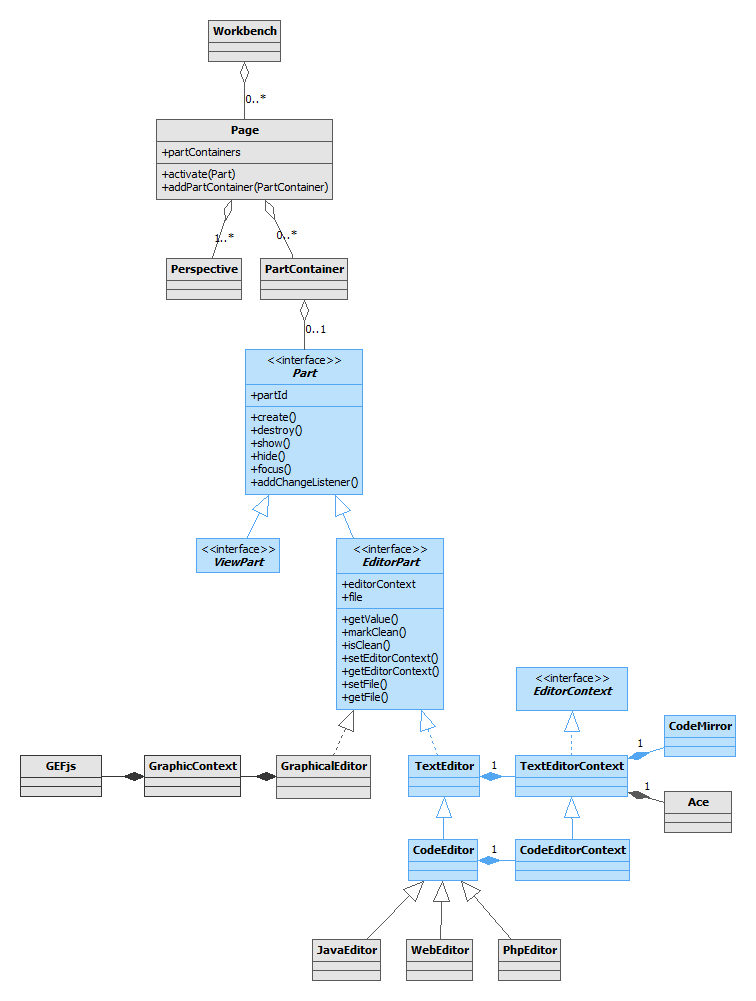 Workbench
0..*
Page
+partContainers
+activate(Part)
+addPartContainer(PartContainer)
1..*
0..*
Perspective
PartContainer
0..1
<<interface>>
Part
+partId
+create()
+destroy()
+show()
+hide()
+focus()
+addChangeListener()
<<interface>>
ViewPart
<<interface>>
EditorPart
+editorContext
+file
+getValue()
+markClean()
+isClean()
+setEditorContext()
+getEditorContext()
+setFile()
+getFile()
<<interface>>
EditorContext
CodeMirror
1
GEFjs
GraphicContext
GraphicalEditor
TextEditor
1
TextEditorContext
1
Ace
CodeEditor
1
CodeEditorContext
JavaEditor
WebEditor
PhpEditor